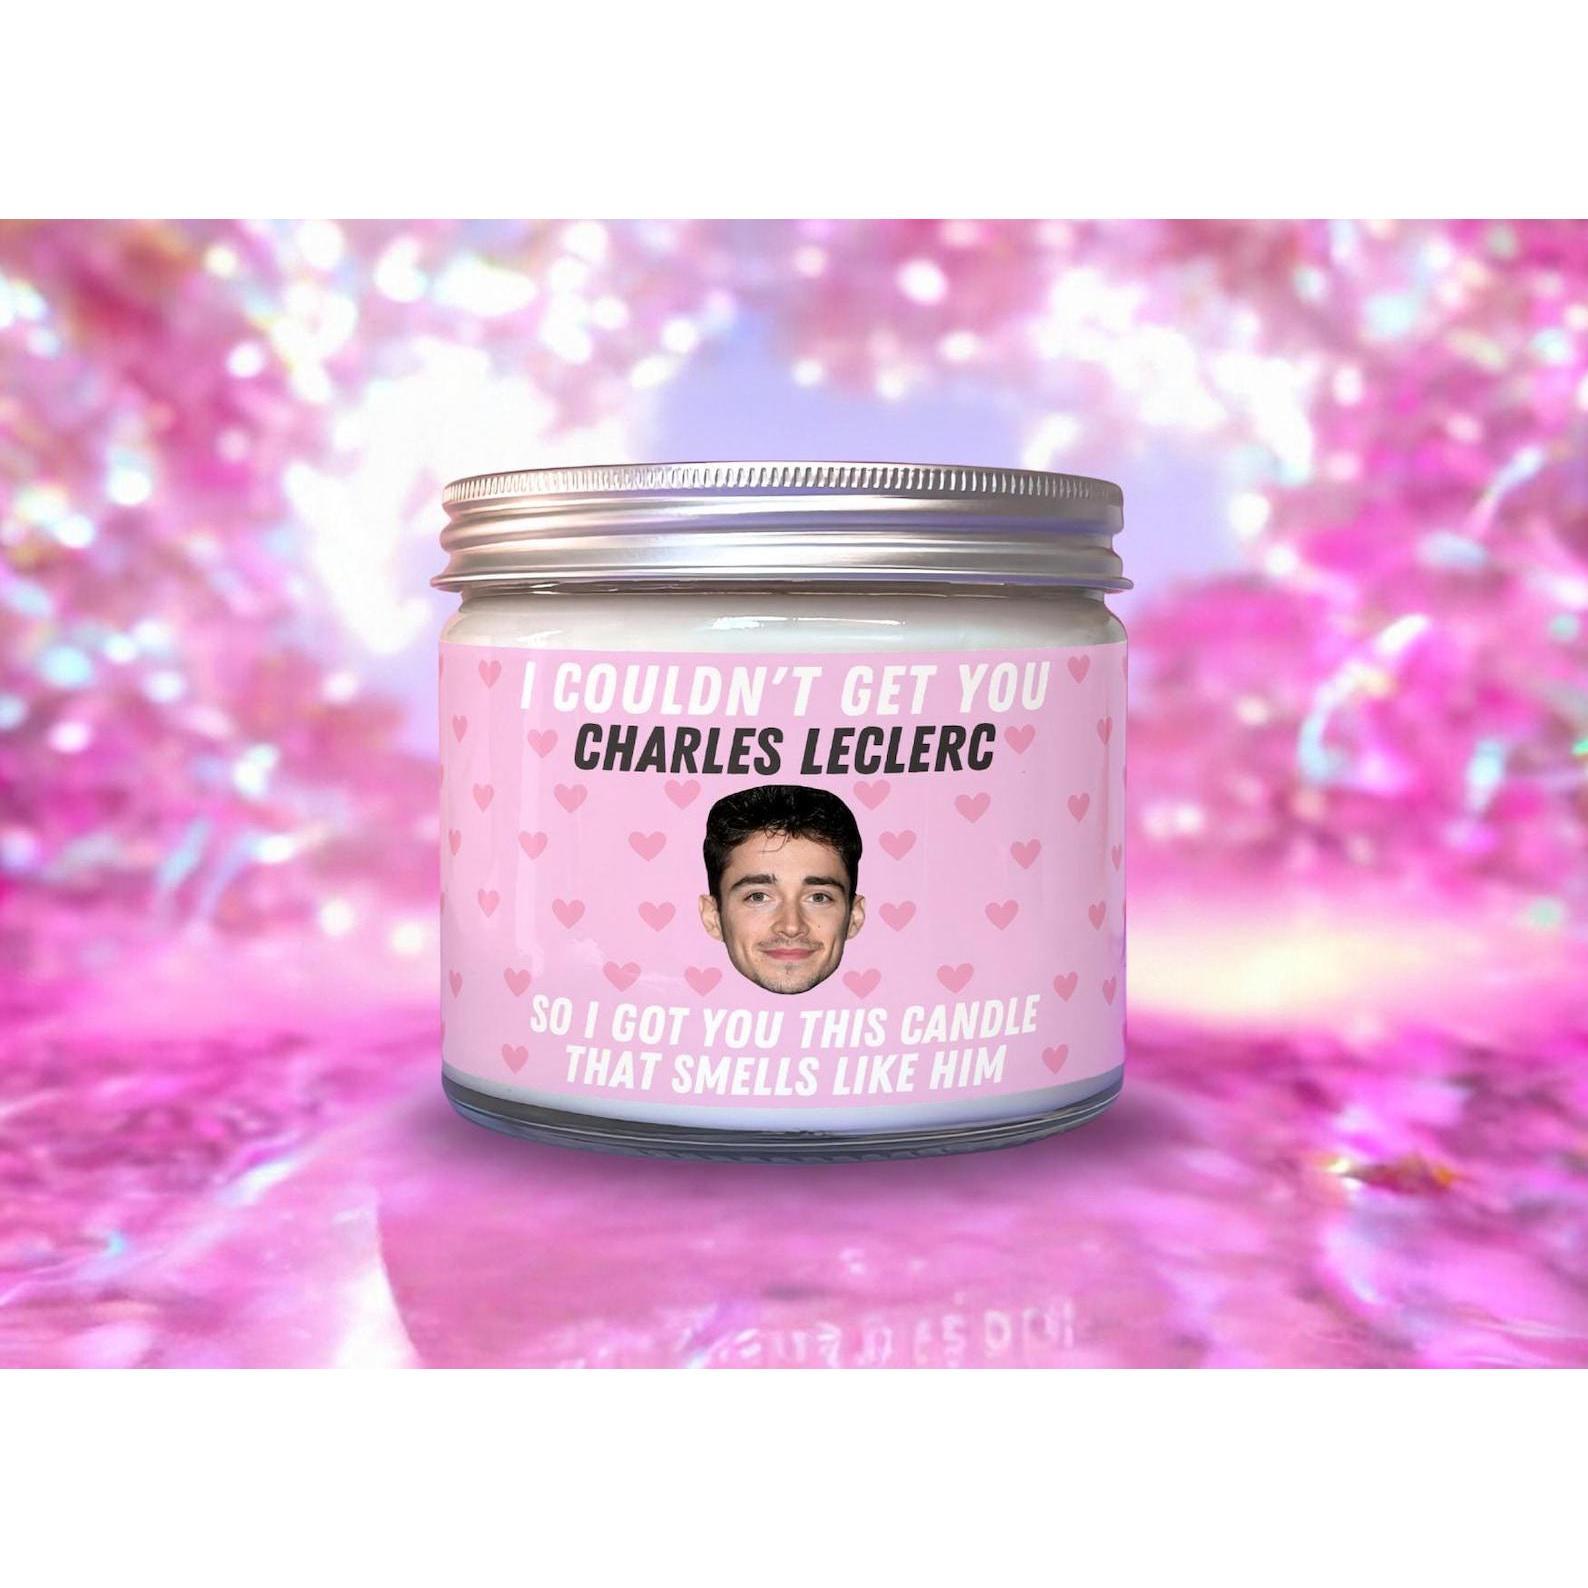 I COULDN'T GET YOU
CHARLES LECLERC
SO I GOT YOU THIS CANDLE
THAT SMELLS LIKE HIM